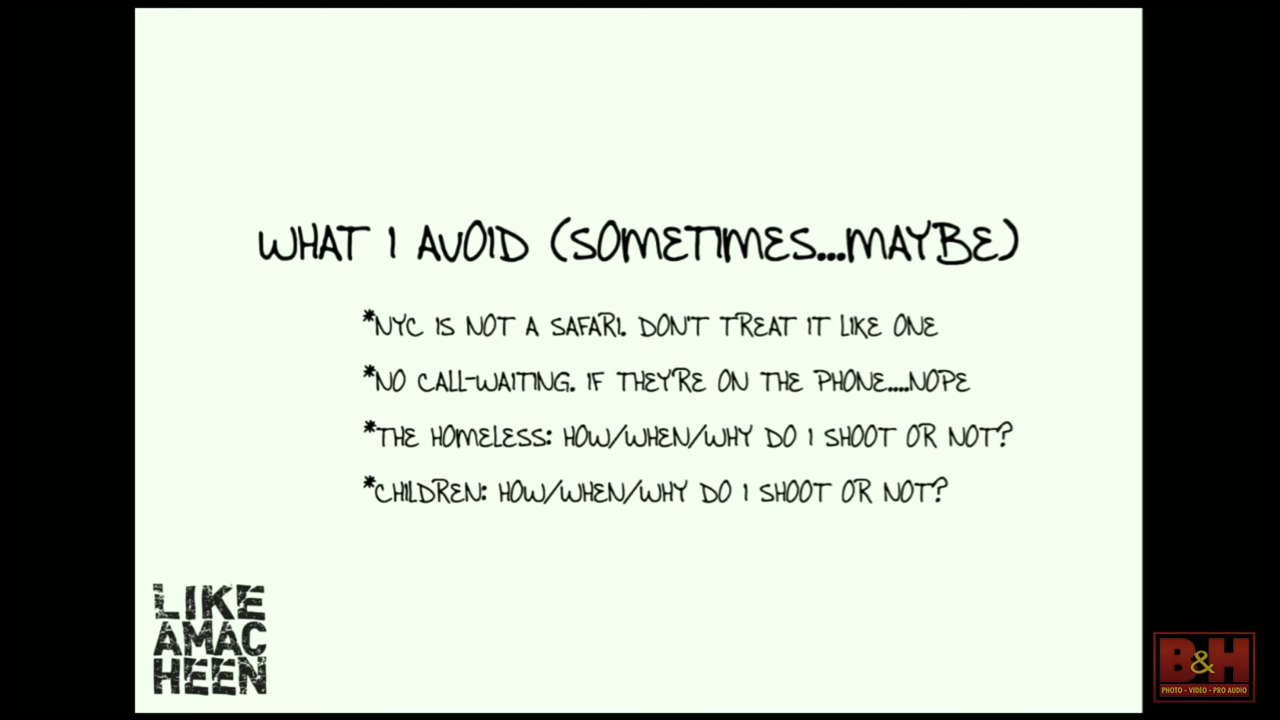 WHAT I AVOID (SOMETIMES...MAYBE)
*NYC IS NOT A SAFARI. DON'T TREAT IT LIKE ONE
*NO CALL-WAITING. IF THEY'RE ON THE PHONE....NOPE
*THE HOMELESS: HOW/WHEN/WHY DO I SHOOT OR NOT?
*CHILDREN: HOW/WHEN/WHY DO I SHOOT OR NOT?
LIKE
AMAC
HEEN
B&H
PHOTO - VIDEO - PRO AUDIO